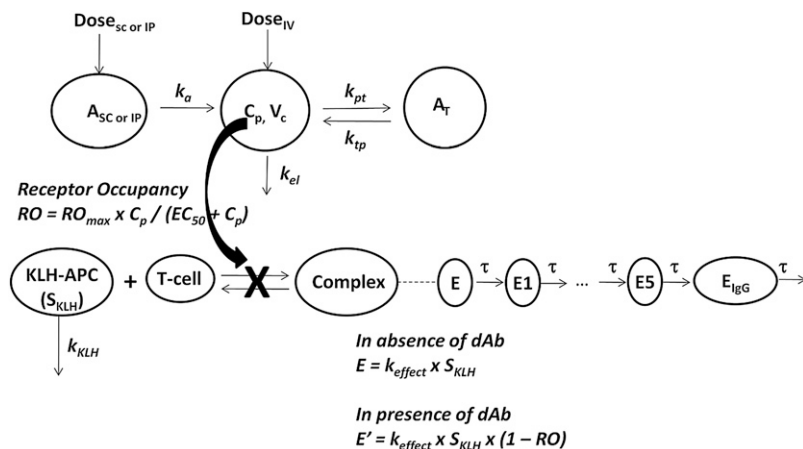 Dose_SC or IP Dose_IV
k_a k_pt
A_SC or IP C_p, V_c A_T
k_tp
k_el
Receptor Occupancy
RO = RO_max x C_p / (EC_50 + C_p)
KLH-APC (S_KLH) + T-cell X Complex E τ E1 τ ... τ E5 τ E_IgG τ
k_KLH
In absence of dAb
E = k_effect x S_KLH
In presence of dAb
E' = k_effect x S_KLH x (1 – RO)